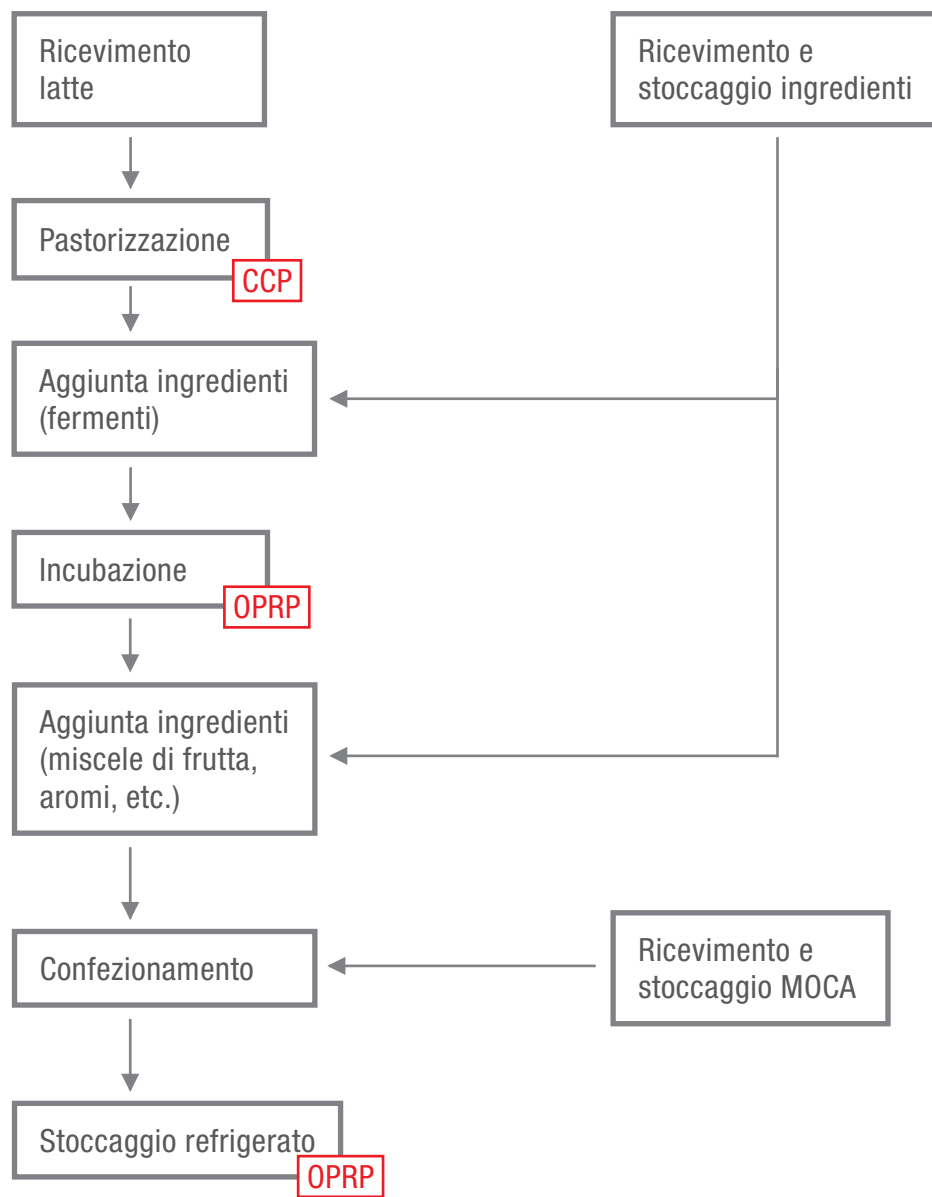 Ricevimento
latte
Ricevimento e
stoccaggio ingredienti
Pastorizzazione
CCP
Aggiunta ingredienti
(fermenti)
Incubazione
OPRP
Aggiunta ingredienti
(miscele di frutta,
aromi, etc.)
Confezionamento
Ricevimento e
stoccaggio MOCA
Stoccaggio refrigerato
OPRP